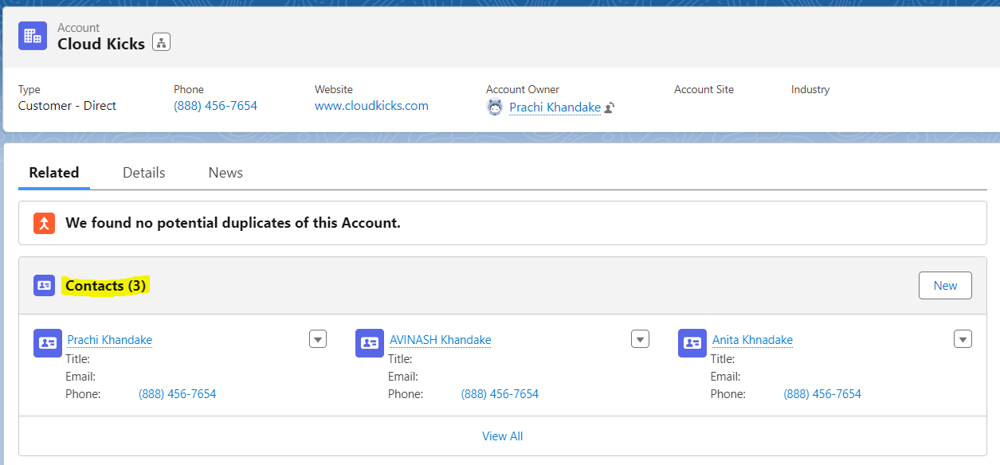 Account
Cloud Kicks
Type Phone Website Account Owner Account Site Industry
Customer - Direct (888) 456-7654 www.cloudkicks.com Prachi Khandake
Related Details News
We found no potential duplicates of this Account.
Contacts (3) New
Prachi Khandake AVINASH Khandake Anita Khnadake
Title: Title: Title:
Email: Email: Email:
Phone: (888) 456-7654 Phone: (888) 456-7654 Phone: (888) 456-7654
View All